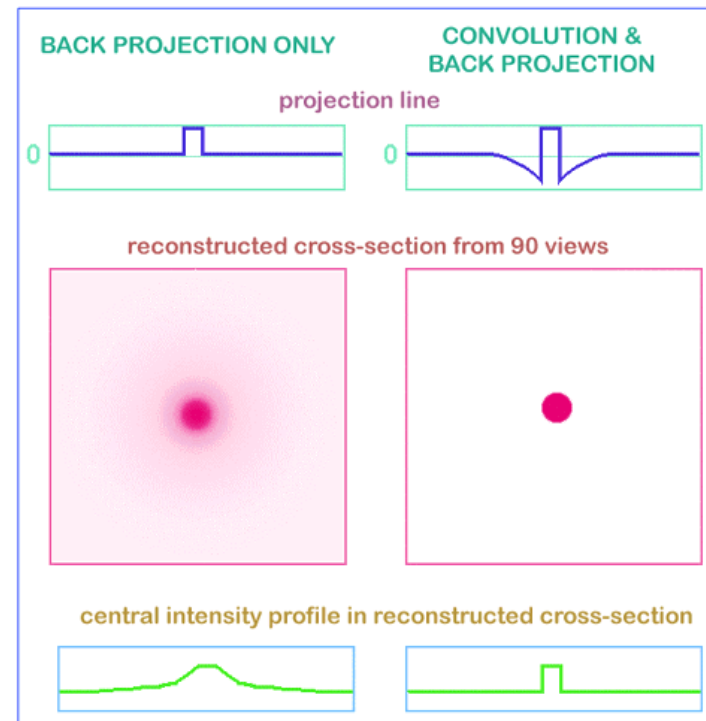 BACK PROJECTION ONLY
CONVOLUTION &
BACK PROJECTION
projection line
0
0
reconstructed cross-section from 90 views
central intensity profile in reconstructed cross-section